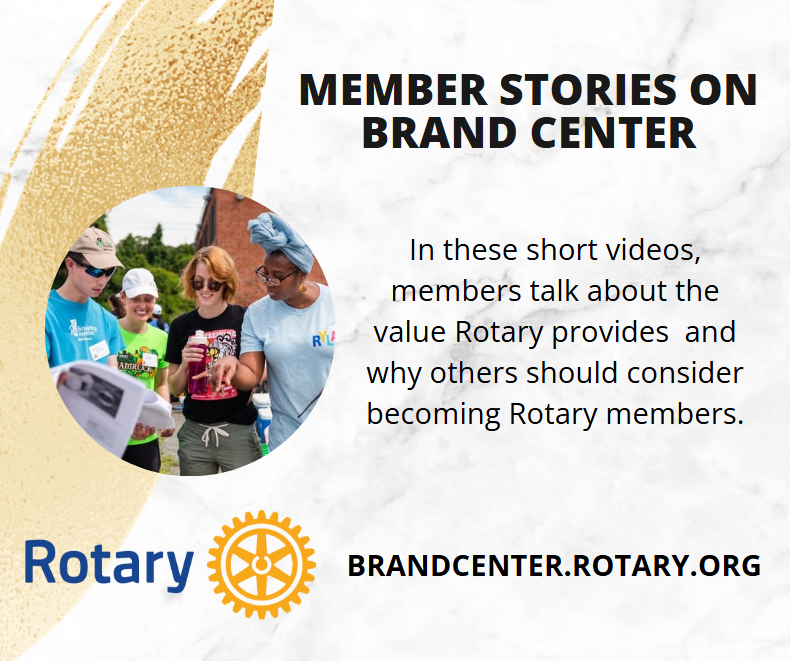 MEMBER STORIES ON
BRAND CENTER
In these short videos,
members talk about the
value Rotary provides  and
why others should consider
becoming Rotary members.
RYLA
Rotary
BRANDCENTER.ROTARY.ORG